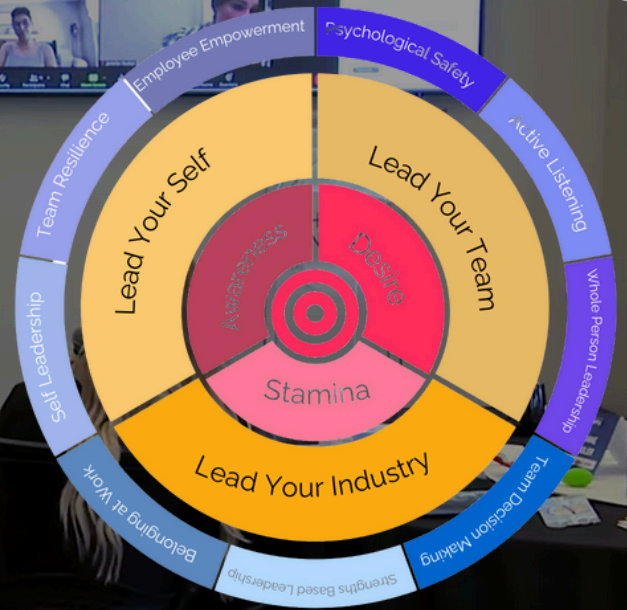 Psychological Safety
Active Listening
Whole Person Leadership
Team Decision Making
Strengths Based Leadership
Belonging at Work
Self Leadership
Team Resilience
Employee Empowerment
Lead Your Self
Lead Your Team
Lead Your Industry
Awareness
Desire
Stamina